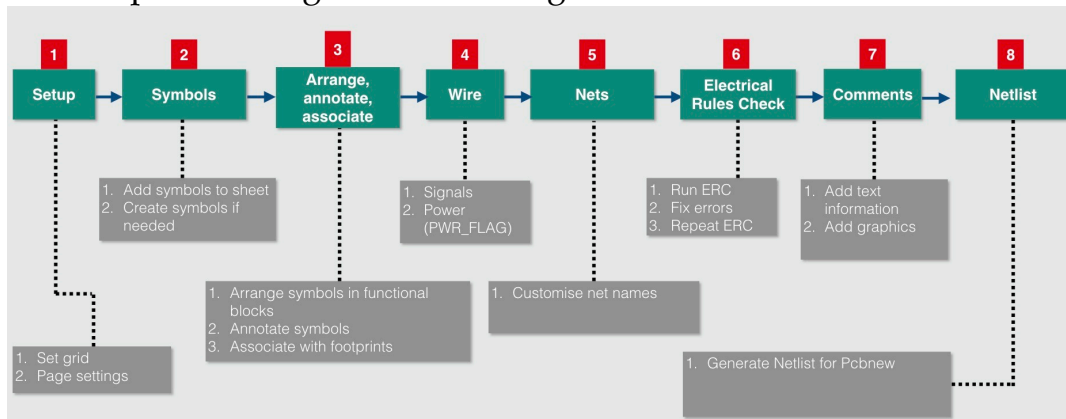 1
Setup
2
Symbols
3
Arrange,
annotate,
associate
4
Wire
5
Nets
6
Electrical
Rules Check
7
Comments
8
Netlist
1. Add symbols to sheet
2. Create symbols if
needed
1. Signals
2. Power
(PWR_FLAG)
1. Run ERC
2. Fix errors
3. Repeat ERC
1. Add text
information
2. Add graphics
1. Arrange symbols in functional
blocks
2. Annotate symbols
3. Associate with footprints
1. Customise net names
1. Set grid
2. Page settings
1. Generate Netlist for Pcbnew